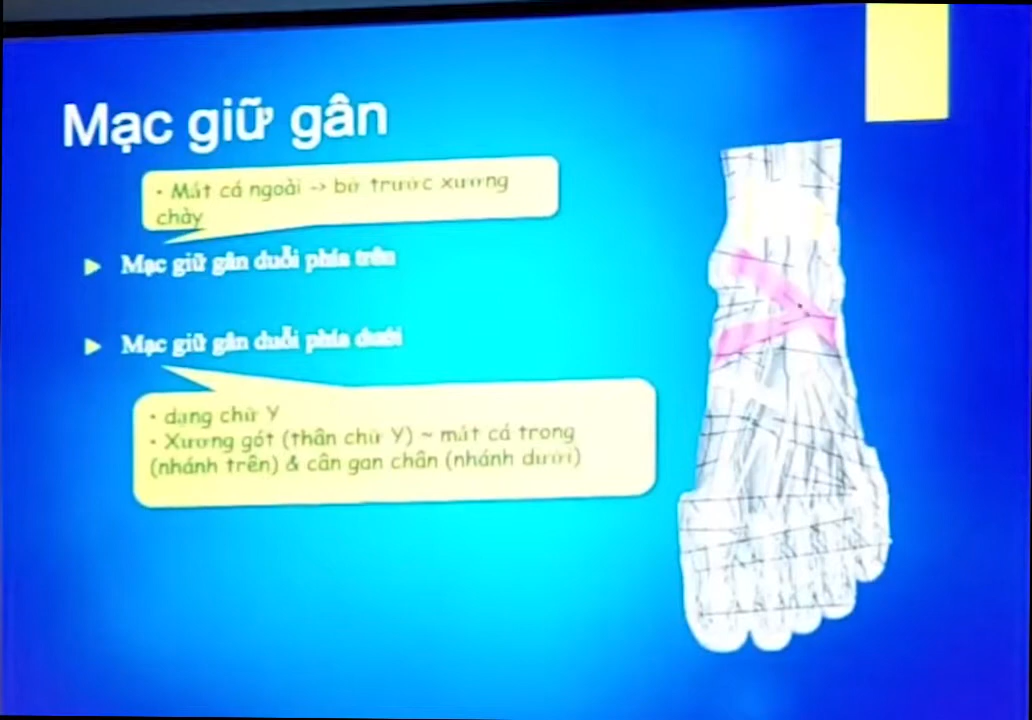 Mạc giữ gân
• Mắt cá ngoài -> bờ trước xương
chày
Mạc giữ gân duỗi phía trên
Mạc giữ gân duỗi phía dưới
• dạng chữ Y
• Xương gót (thân chữ Y) ~ mắt cá trong
(nhánh trên) & cân gan chân (nhánh dưới)